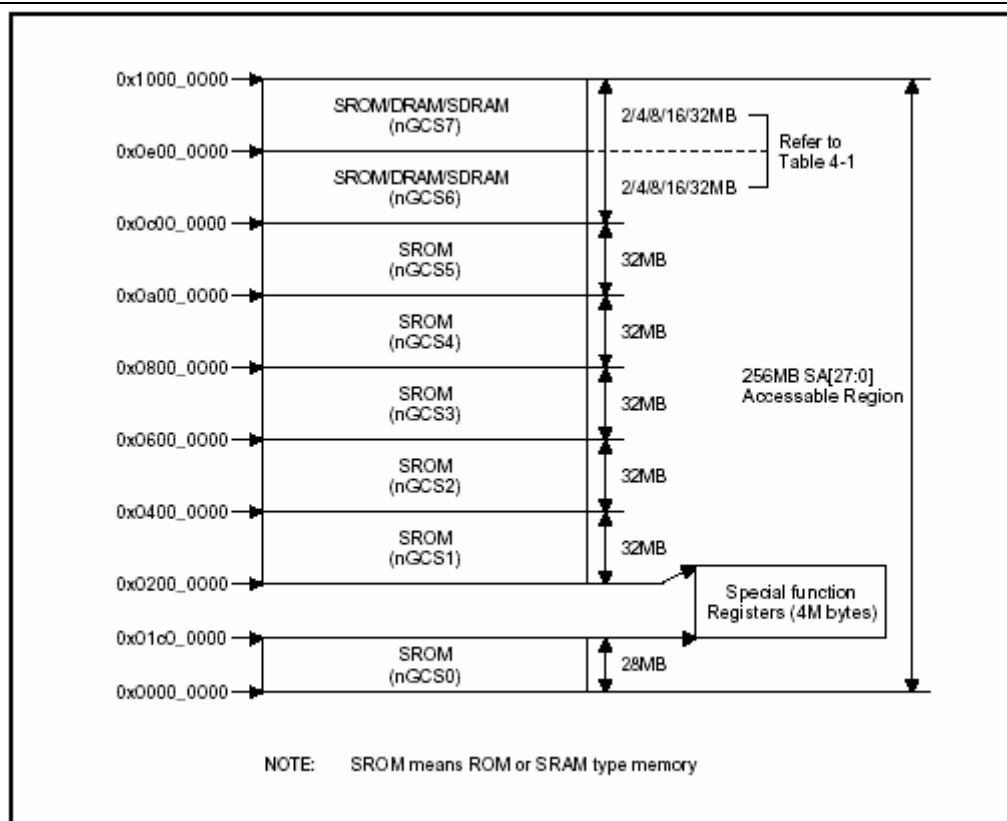 0x1000_0000
SROM/DRAM/SDRAM
(nGCS7)
2/4/8/16/32MB
Refer to
Table 4-1
0x0e00_0000
SROM/DRAM/SDRAM
(nGCS6)
2/4/8/16/32MB
0x0c00_0000
SROM
(nGCS5)
32MB
0x0a00_0000
SROM
(nGCS4)
32MB
0x0800_0000
256MB SA[27:0]
Accessable Region
SROM
(nGCS3)
32MB
0x0600_0000
SROM
(nGCS2)
32MB
0x0400_0000
SROM
(nGCS1)
32MB
0x0200_0000
Special function
Registers (4M bytes)
0x01c0_0000
SROM
(nGCS0)
28MB
0x0000_0000
NOTE: SROM means ROM or SRAM type memory